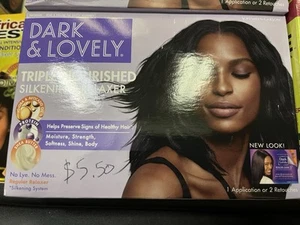 1 Application or 2 Retouches
DARK
& LOVELY
TRIPLE NOURISHED
SILKENING RELAXER
Helps Preserve Signs of Healthy Hair
PROTEIN
Moisture, Strength,
Softness, Shine, Body
$5.50
NEW LOOK!
No Lye. No Mess.
Regular Relaxer
*Silkening System
1 Application or 2 Retouches